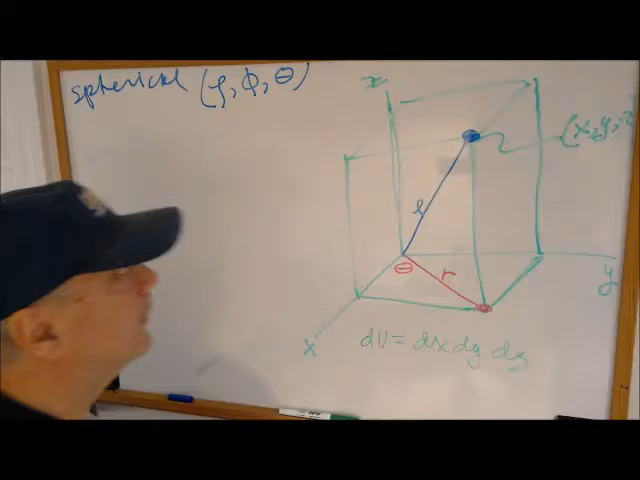 spherical (ρ, φ, θ)
z
(x, y, z)
ρ
θ
r
y
x
dV = dx dy dz